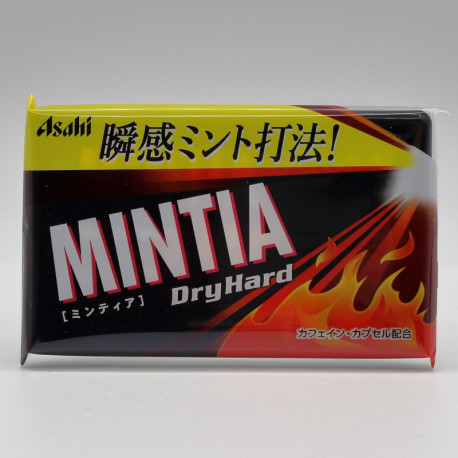 Asahi
瞬感ミント打法!
MINTIA
DryHard
[ミンティア]
カフェイン・カプセル配合